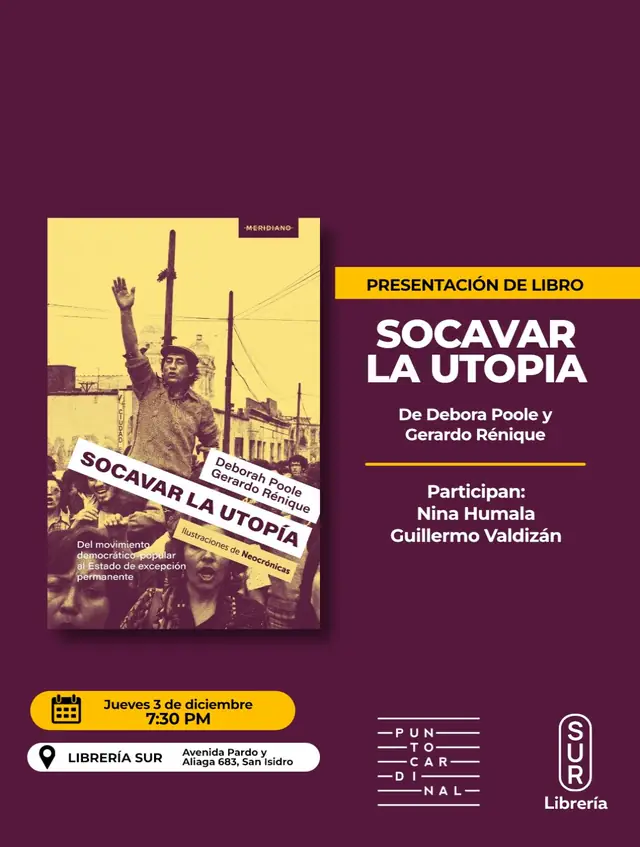 MERIDIANO
CIUDAD
Deborah Poole
Gerardo Rénique
SOCAVAR LA UTOPÍA
Ilustraciones de Neocrónicas
Del movimiento
democrático-popular
al Estado de excepción
permanente
PRESENTACIÓN DE LIBRO
SOCAVAR
LA UTOPIA
De Debora Poole y
Gerardo Rénique
Participan:
Nina Humala
Guillermo Valdizán
Jueves 3 de diciembre
7:30 PM
LIBRERÍA SUR
Avenida Pardo y
Aliaga 683, San Isidro
PUN
TO
CAR
DI
NAL
SUR
Librería